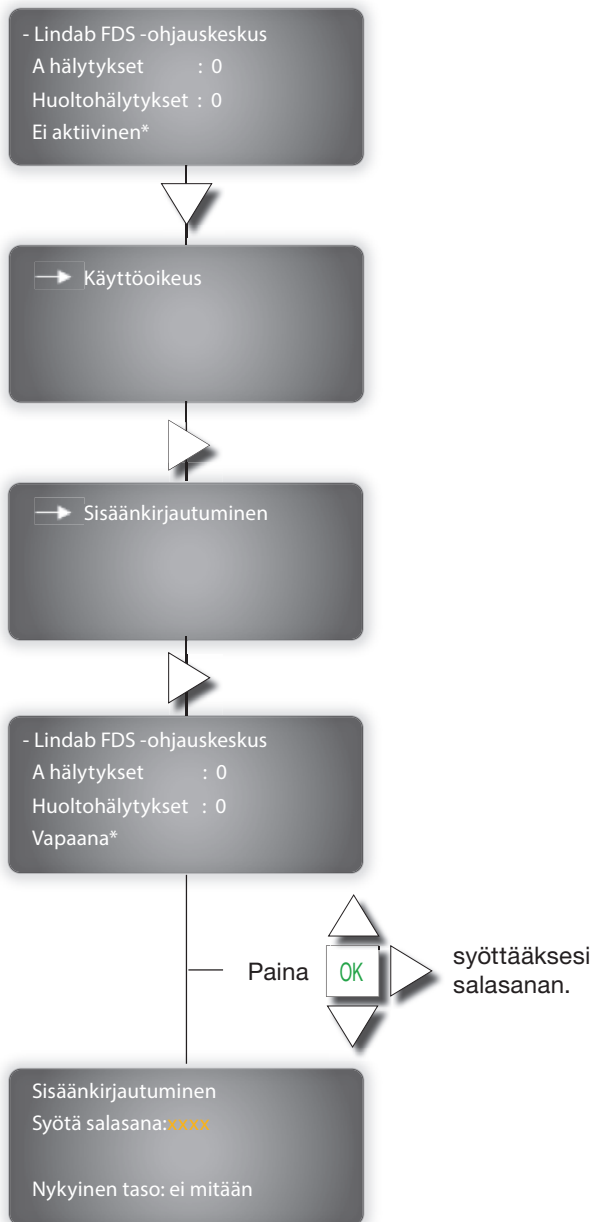 - Lindab FDS -ohjauskeskus
A hälytykset : 0
Huoltohälytykset : 0
Ei aktiivinen*
Käyttöoikeus
Sisäänkirjautuminen
- Lindab FDS -ohjauskeskus
A hälytykset : 0
Huoltohälytykset : 0
Vapaana*
Paina OK syöttääksesi
salasanan.
Sisäänkirjautuminen
Syötä salasana:xxxx
Nykyinen taso: ei mitään